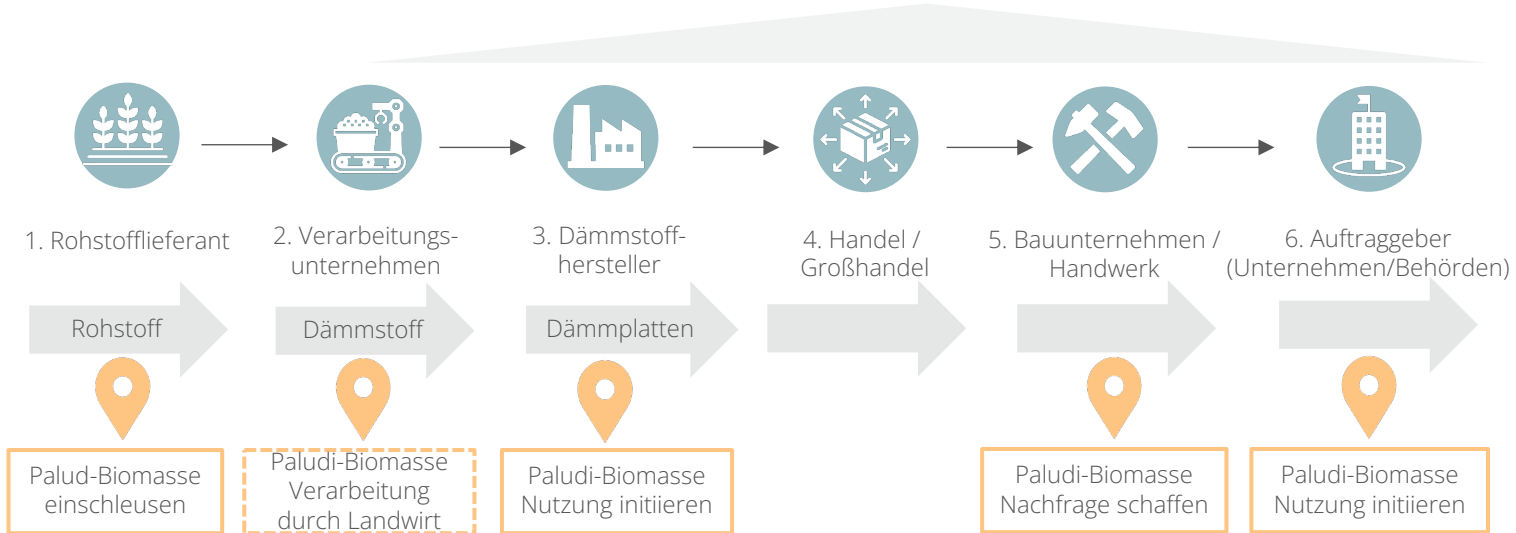 1. Rohstofflieferant
2. Verarbeitungs-
unternehmen
3. Dämmstoff-
hersteller
4. Handel /
Großhandel
5. Bauunternehmen /
Handwerk
6. Auftraggeber
(Unternehmen/Behörden)
Rohstoff
Dämmstoff
Dämmplatten
Palud-Biomasse
einschleusen
Paludi-Biomasse
Verarbeitung
durch Landwirt
Paludi-Biomasse
Nutzung initiieren
Paludi-Biomasse
Nachfrage schaffen
Paludi-Biomasse
Nutzung initiieren